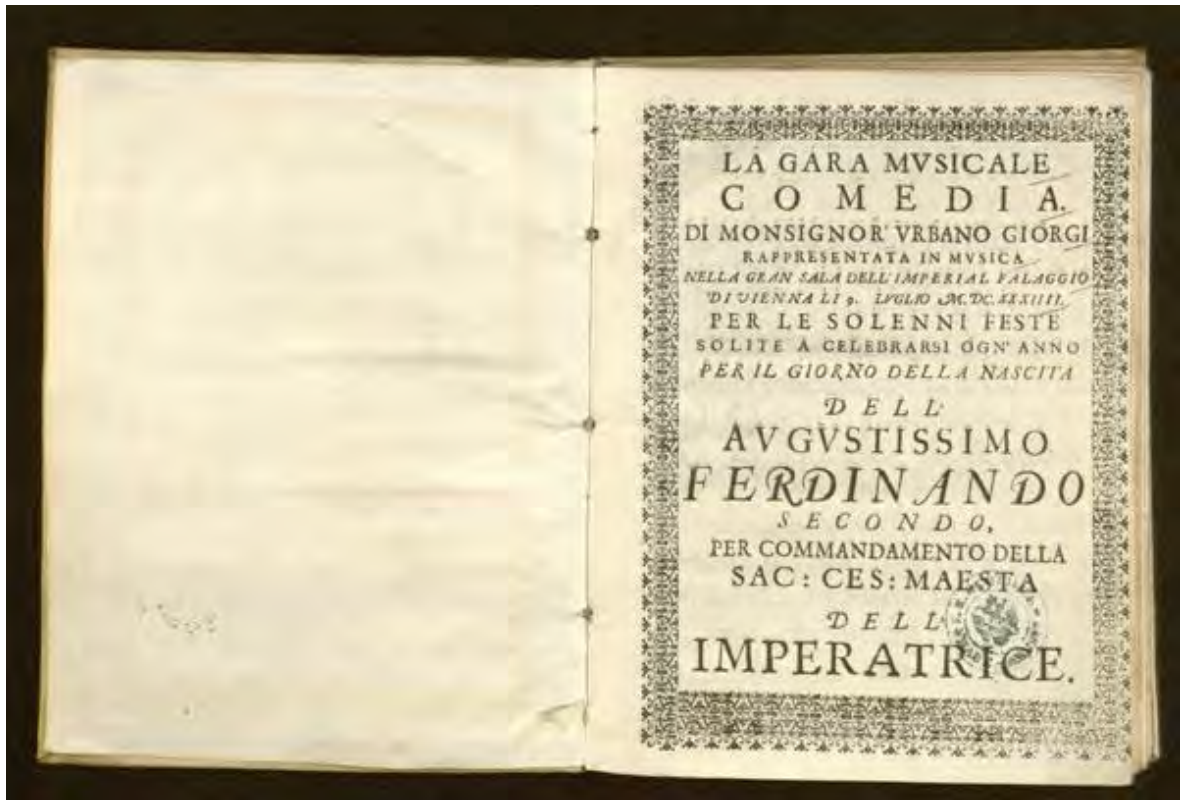 LA GARA MVSICALE
COMEDIA.
DI MONSIGNOR' VRBANO GIORGI
RAPPRESENTATA IN MVSICA
NELLA GRAN SALA DELL'IMPERIAL PALAGGIO
DI VIENNA LI 9. LVGLIO M.DC.XXXIIII.
PER LE SOLENNI FESTE
SOLITE A CELEBRARSI OGN' ANNO
PER IL GIORNO DELLA NASCITA
DELL'
AVGVSTISSIMO
FERDINANDO
SECONDO,
PER COMMANDAMENTO DELLA
SAC: CES: MAESTA
DELL'
IMPERATRICE.